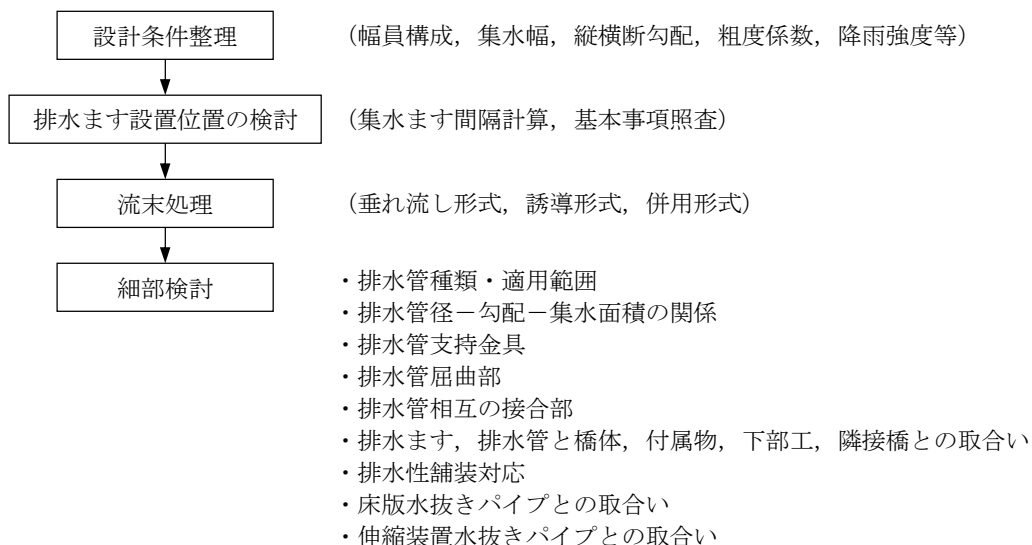 設計条件整理 (幅員構成,集水幅,縦横断勾配,粗度係数,降雨強度等)
排水ます設置位置の検討 (集水ます間隔計算,基本事項照査)
流末処理 (垂れ流し形式,誘導形式,併用形式)
細部検討 ・排水管種類・適用範囲
・排水管径-勾配-集水面積の関係
・排水管支持金具
・排水管屈曲部
・排水管相互の接合部
・排水ます,排水管と橋体,付属物,下部工,隣接橋との取合い
・排水性舗装対応
・床版水抜きパイプとの取合い
・伸縮装置水抜きパイプとの取合い